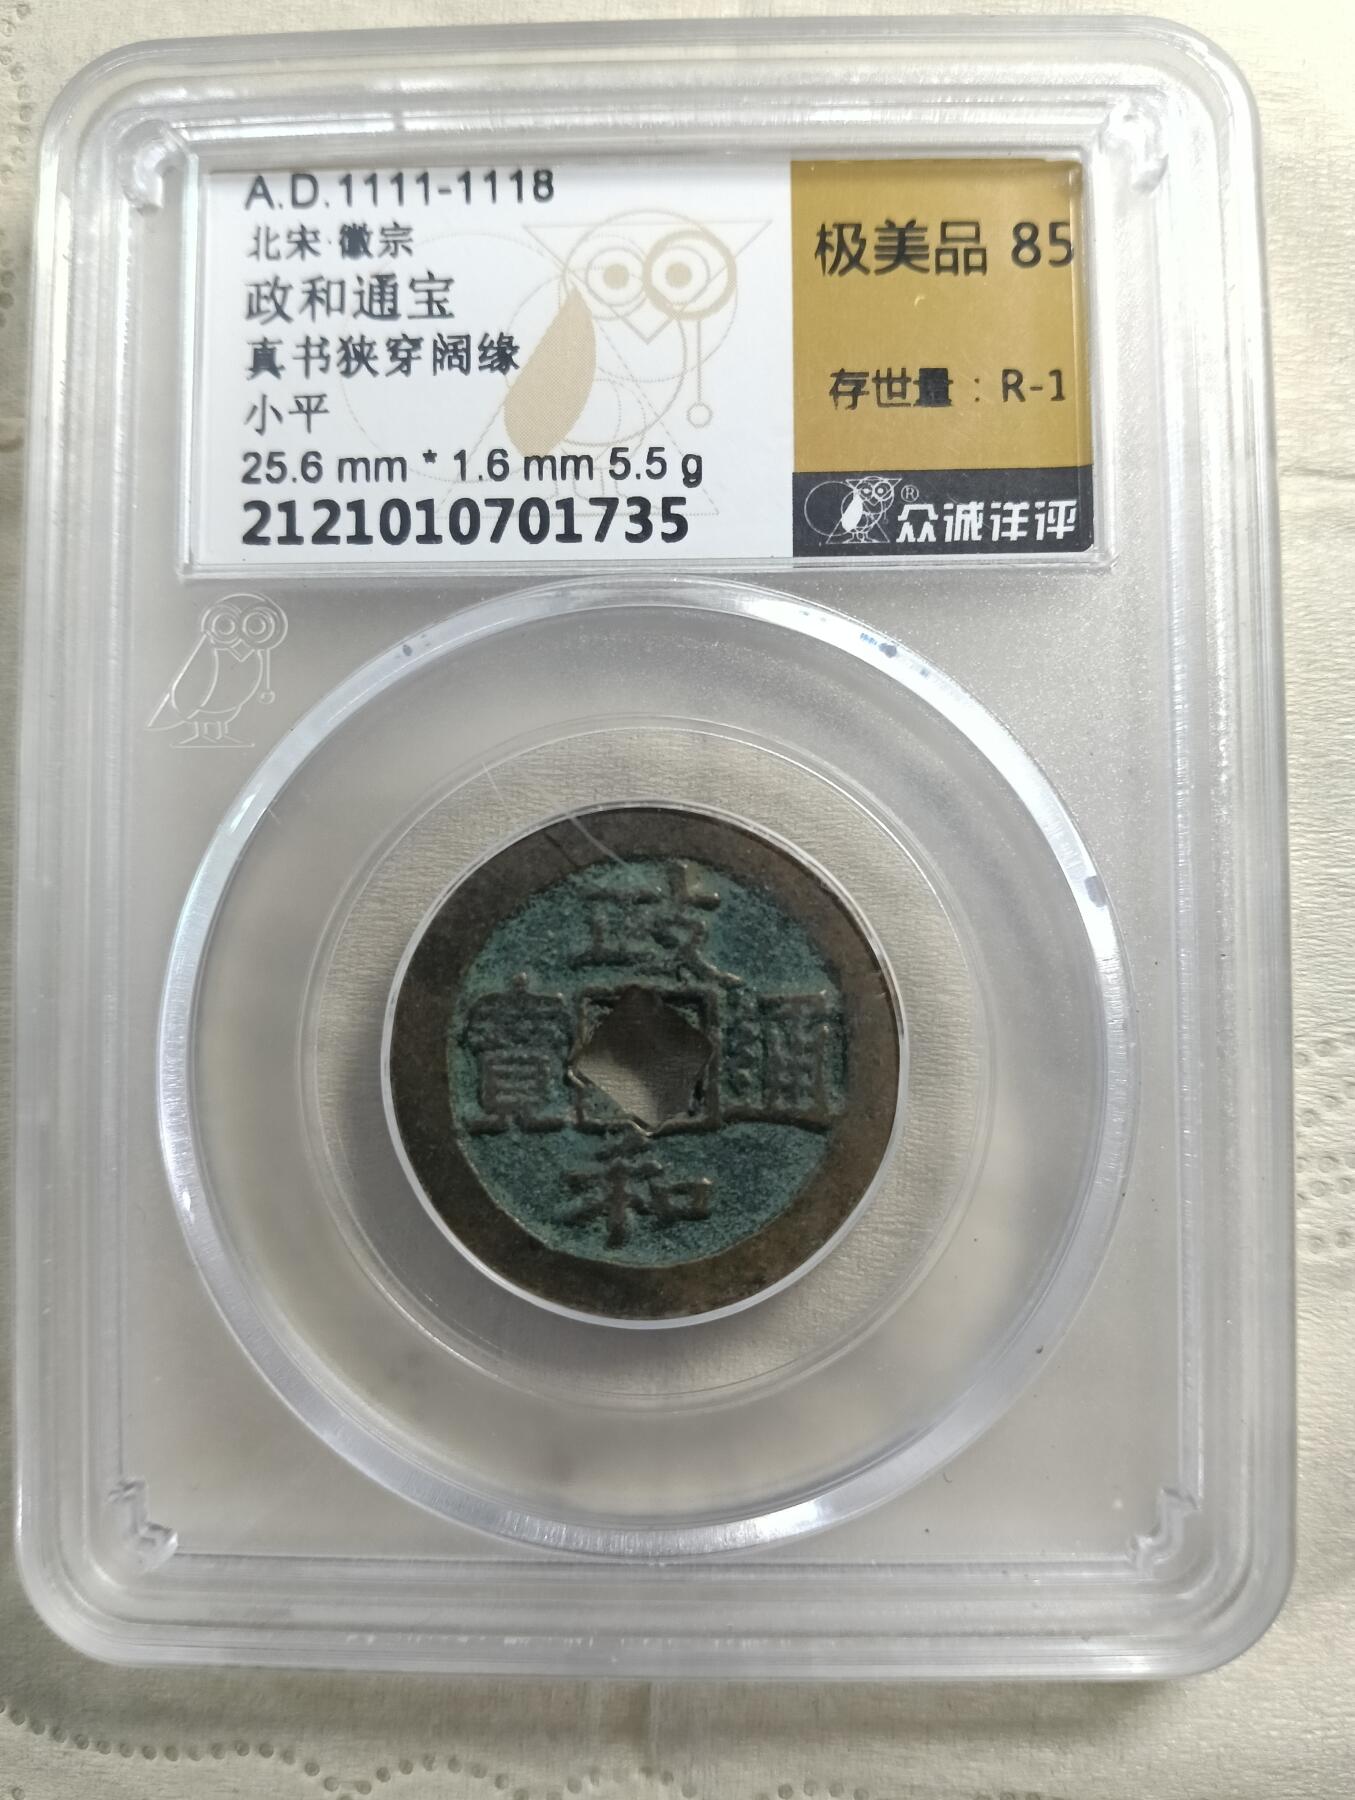 A.D.1111-1118
北宋·徽宗
政和通宝
真书狭穿阔缘
小平
25.6 mm * 1.6 mm 5.5 g
2121010701735
极美品 85
存世量：R-1
®众诚洋评
政
寶 通
和